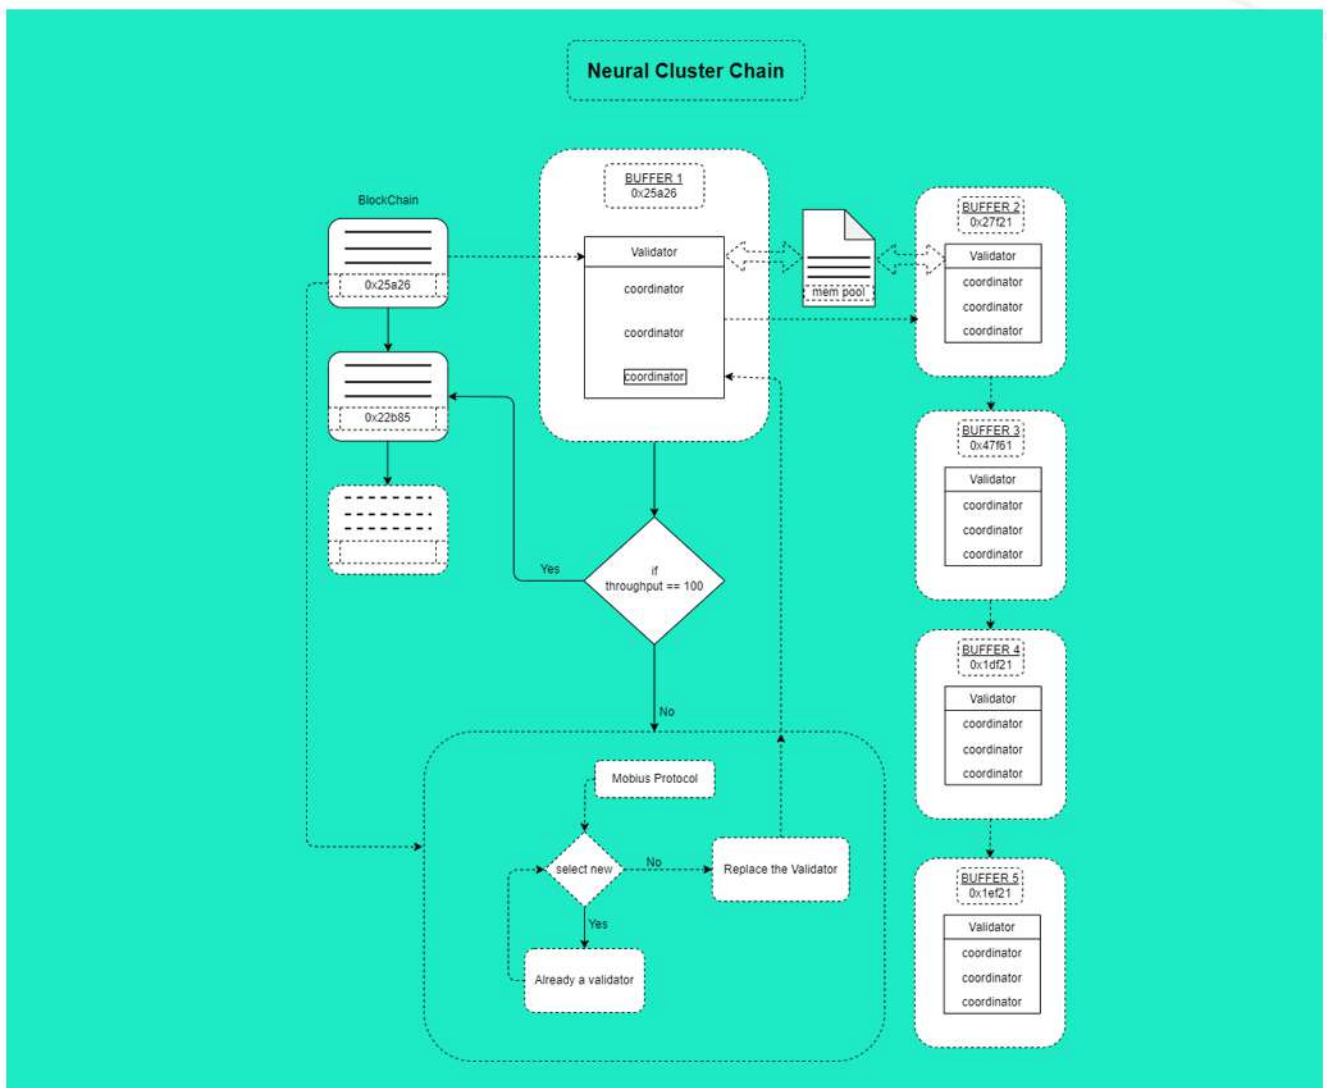 Neural Cluster Chain
BlockChain
0x25a26
0x22b85
BUFFER 1
0x25a26
Validator
coordinator
coordinator
coordinator
mem pool
BUFFER 2
0x27f21
Validator
coordinator
coordinator
coordinator
BUFFER 3
0x47f61
Validator
coordinator
coordinator
coordinator
BUFFER 4
0x1df21
Validator
coordinator
coordinator
coordinator
BUFFER 5
0x1ef21
Validator
coordinator
coordinator
coordinator
Yes
if
throughput == 100
No
Mobius Protocol
select new
No
Replace the Validator
Yes
Already a validator